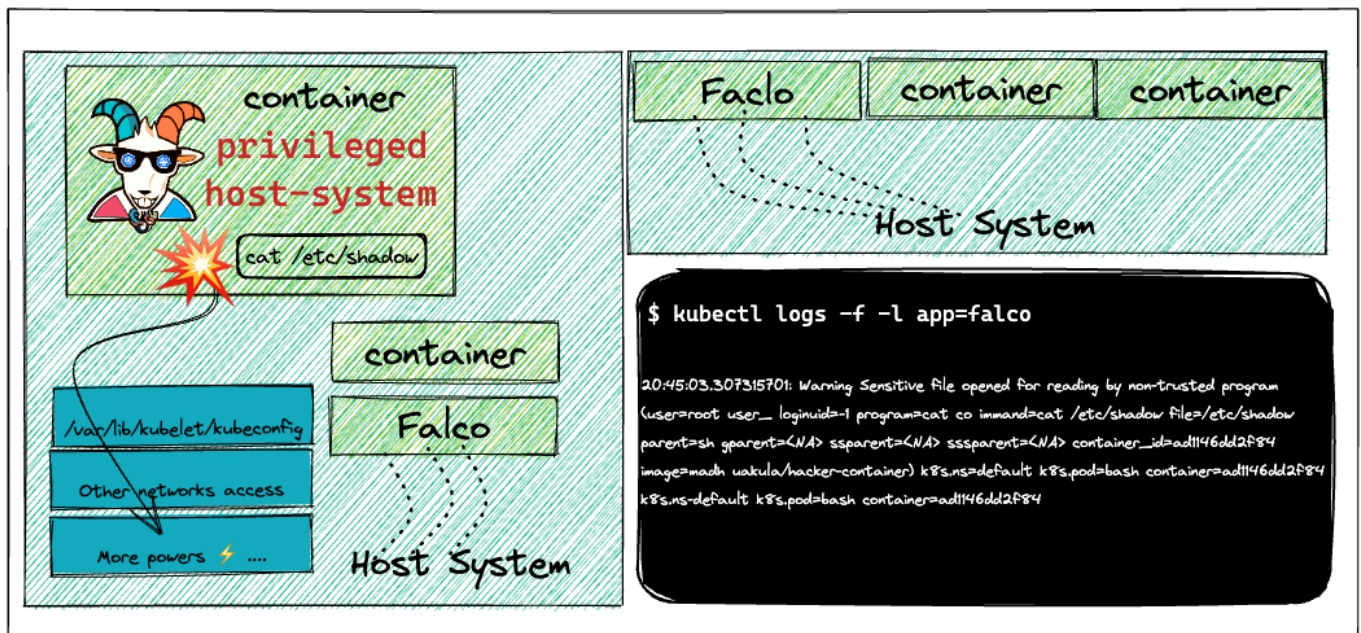 container
privileged
host-system
cat /etc/shadow
container
Falco
/var/lib/kubelet/kubeconfig
Other networks access
More powers ⚡ ....
Host System
Faclo
container
container
Host System
$ kubectl logs -f -l app=falco
20:45:03.307315701: Warning Sensitive file opened for reading by non-trusted program
(user=root user_ loginuid=-1 program=cat co immand=cat /etc/shadow file=/etc/shadow
parent=sh gparent=<NA> ssparent=<NA> sssparent=<NA> container_id=ad1146dd2f84
image=madh uakula/hacker-container) k8s.ns=default k8s.pod=bash container=ad1146dd2f84
k8s.ns-default k8s.pod=bash container=ad1146dd2f84